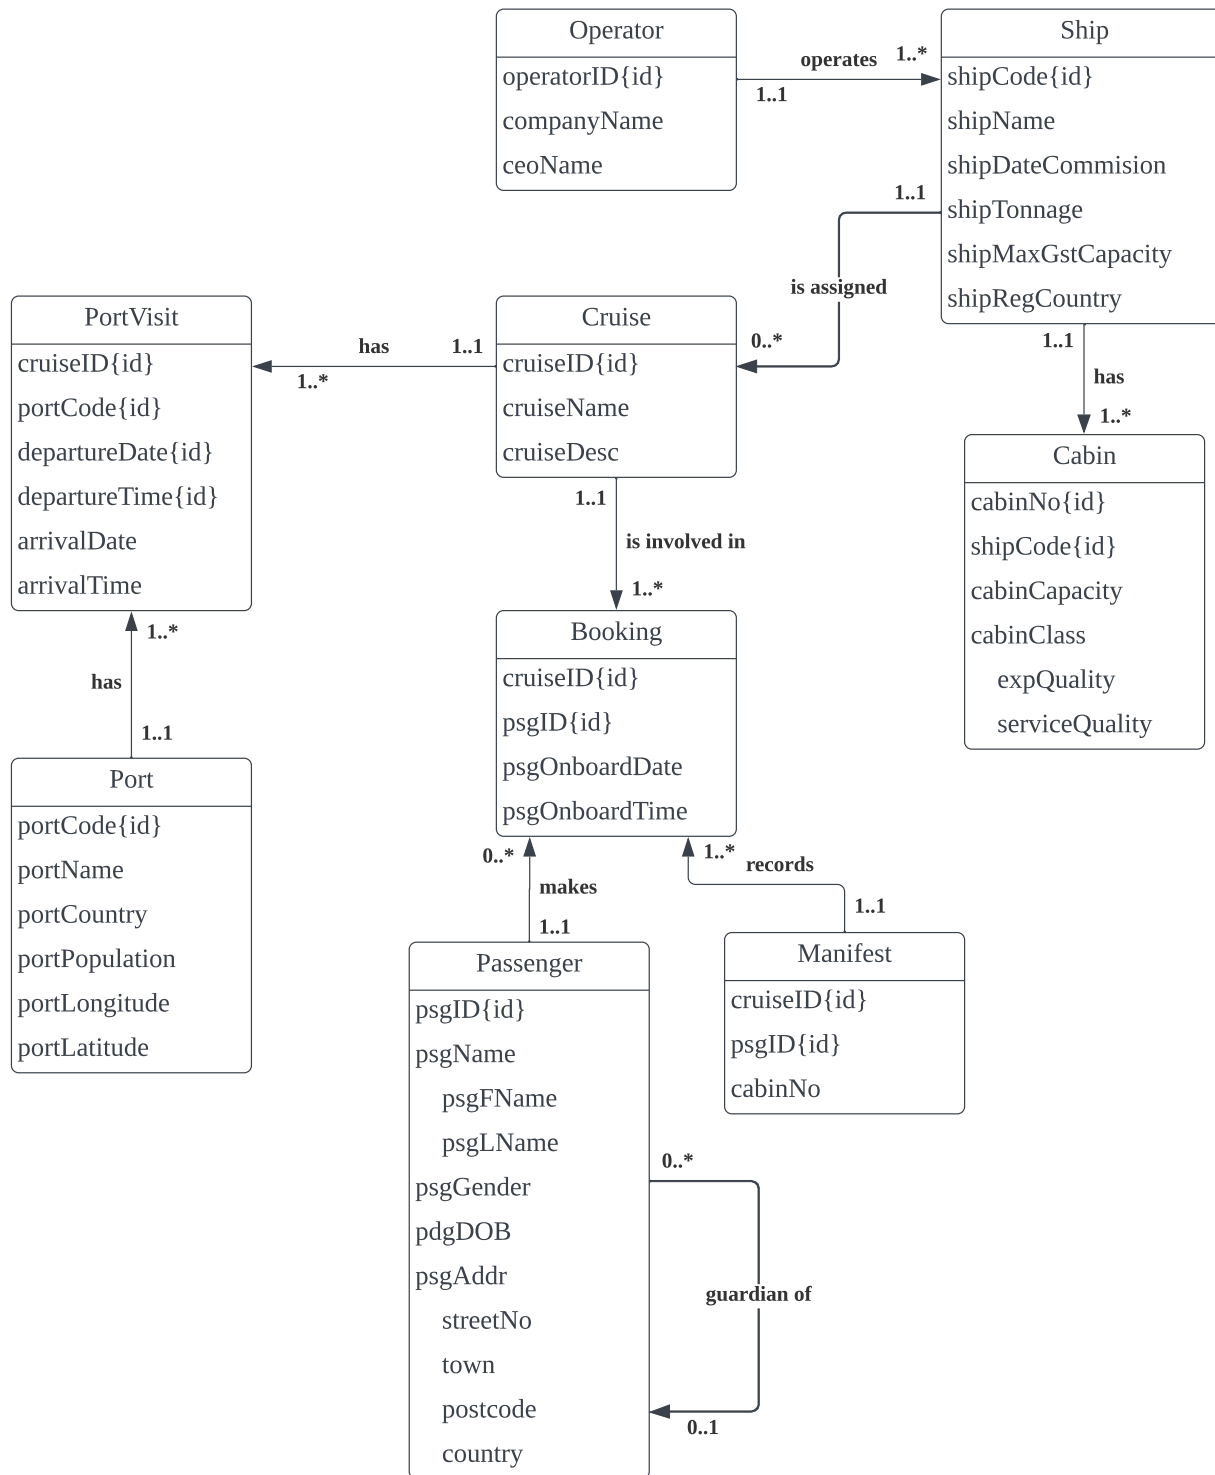 Operator
operatorID{id}
companyName
ceoName
operates
1..*
1..1
Ship
shipCode{id}
shipName
shipDateCommision
shipTonnage
shipMaxGstCapacity
shipRegCountry
1..1
is assigned
0..*
PortVisit
cruiseID{id}
portCode{id}
departureDate{id}
departureTime{id}
arrivalDate
arrivalTime
has
1..1
1..*
Cruise
cruiseID{id}
cruiseName
cruiseDesc
1..1
has
1..*
Cabin
cabinNo{id}
shipCode{id}
cabinCapacity
cabinClass
expQuality
serviceQuality
1..1
is involved in
1..*
Booking
cruiseID{id}
psgID{id}
psgOnboardDate
psgOnboardTime
1..*
has
1..1
Port
portCode{id}
portName
portCountry
portPopulation
portLongitude
portLatitude
0..*
makes
1..1
1..*
records
1..1
Passenger
psgID{id}
psgName
psgFName
psgLName
psgGender
pdgDOB
psgAddr
streetNo
town
postcode
country
Manifest
cruiseID{id}
psgID{id}
cabinNo
0..*
guardian of
0..1